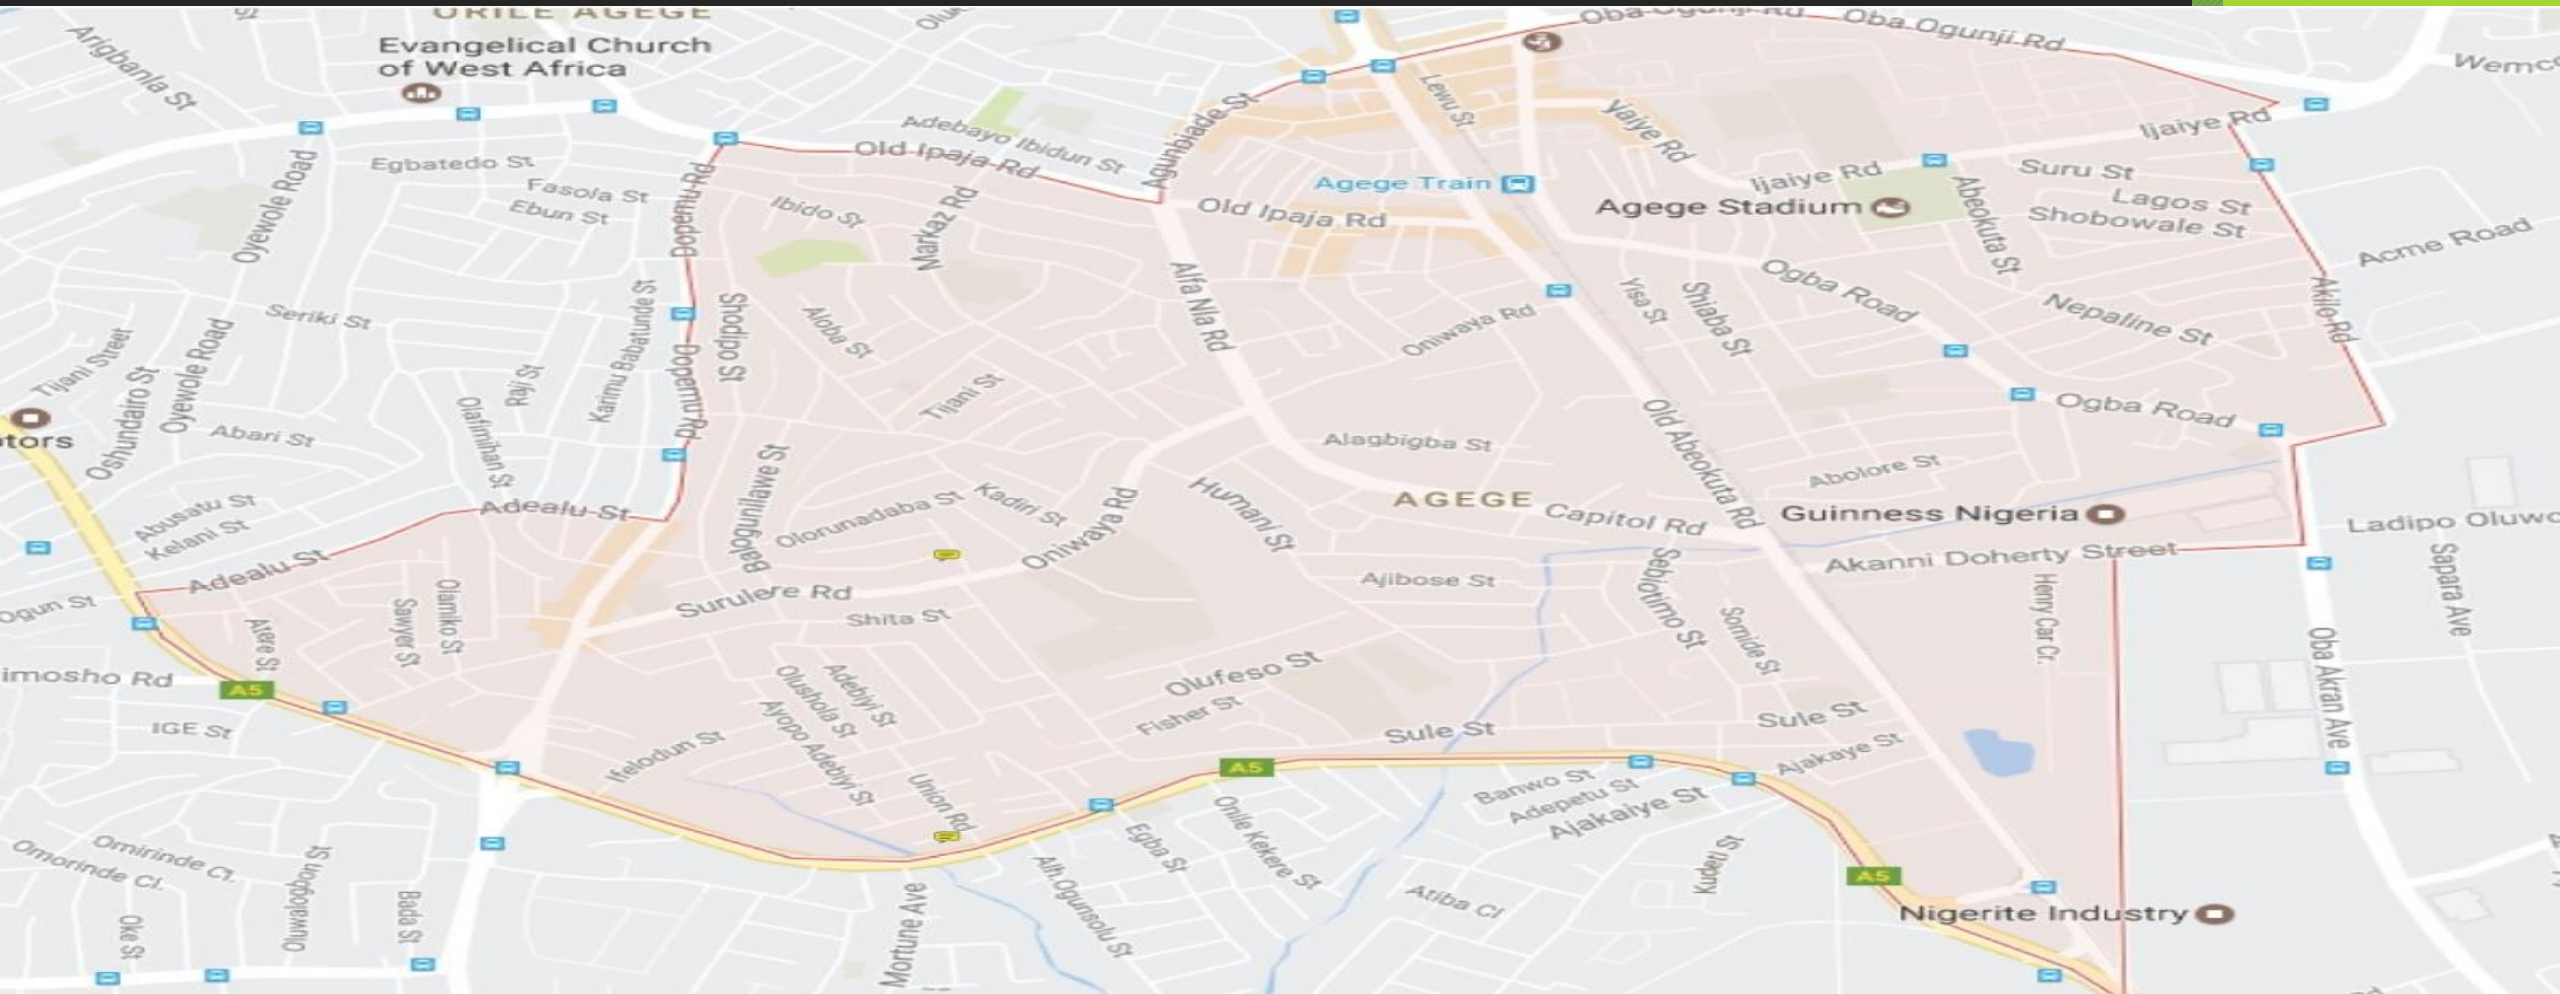 ORILE AGEGE
Oba Ogunji Rd
Oba Ogunji Rd
Arigbanla St
Evangelical Church
of West Africa
Wemco
Lewu St
Yaiye Rd
Agunbiade St
Adebayo Ibidun St
Ijaiye Rd
Old Ipaja Rd
Egbatedo St
Oyewole Road
Fasola St
Ebun St
Dopemu Rd
Ibido St
Markaz Rd
Agege Train
Old Ipaja Rd
Ijaiye Rd
Agege Stadium
Abeokuta St
Suru St
Lagos St
Shobowale St
Acme Road
Seriki St
Karimu Babatunde St
Shodipo St
Aloba St
Alfa Nla Rd
Oniwaya Rd
Yisa St
Shiaba St
Ogba Road
Nepaline St
Akilo Rd
Tijani Street
Oshundairo St
Oyewole Road
Raji St
Olafimihan St
Dopemu Rd
Tijani St
Abari St
tors
Alagbigba St
Old Abeokuta Rd
Ogba Road
Abolore St
Abusatu St
Kelani St
Adealu St
Adealu St
Balogunilawe St
Olorunadaba St
Kadiri St
Oniwaya Rd
Humani St
AGEGE
Capitol Rd
Guinness Nigeria
Ladipo Oluwo
Akanni Doherty Street
Ogun St
Atere St
Sawyer St
Olamiko St
Surulere Rd
Shita St
Ajibose St
Sebiotimo St
Somide St
Henry Car Cr.
Sapara Ave
Oba Akran Ave
imosho Rd
A5
IGE St
Olushola St
Adebiyi St
Ayopo Adebiyi St
Ifelodun St
Union Rd
Olufeso St
Fisher St
Sule St
Sule St
A5
Ajakaye St
Banwo St
Adepetu St
Ajakaiye St
Onile Kekere St
Egba St
Alh.Ogunsolu St
Atiba Cl
Kudeti St
A5
Nigerite Industry
Omirinde Cl.
Omorinde Cl.
Oke St
Oluwalogbon St
Bada St
Mortune Ave